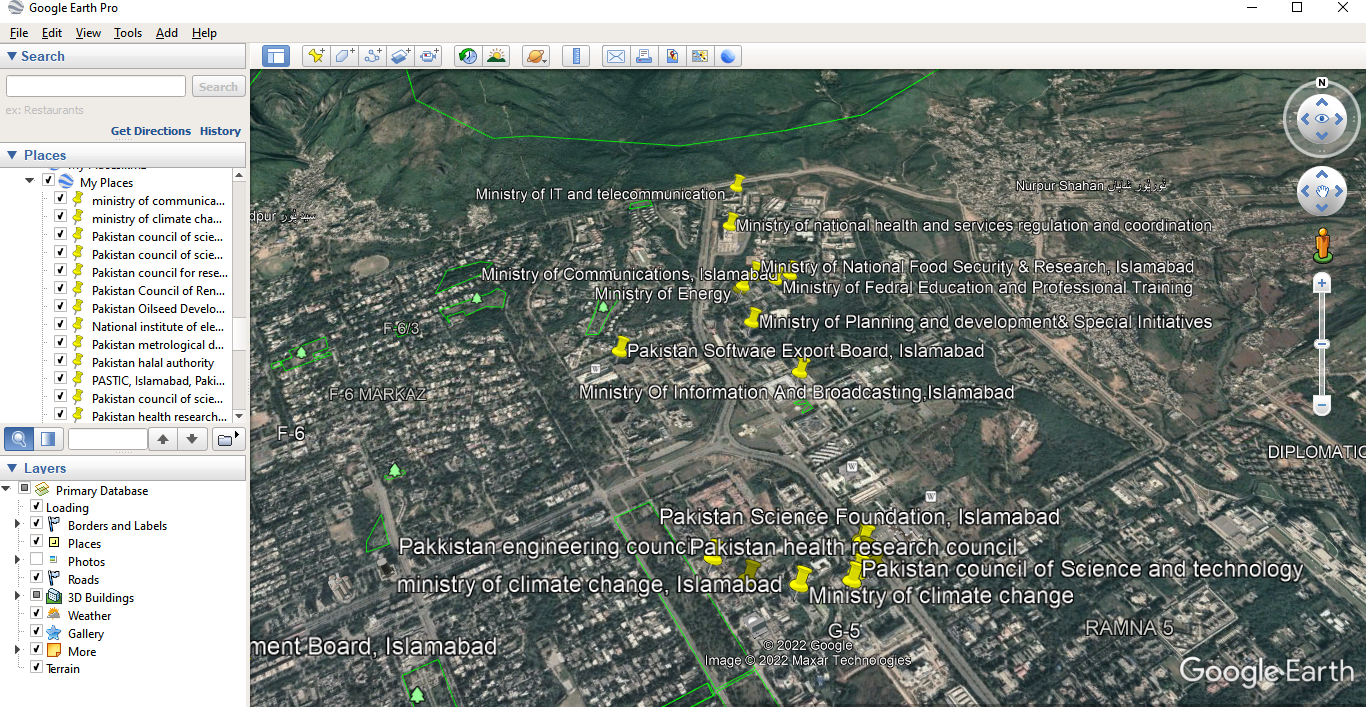 Google Earth Pro
File Edit View Tools Add Help
Search
Search
ex: Restaurants
Get Directions History
Places
My Places
ministry of communica...
ministry of climate cha...
Pakistan council of scie...
Pakistan council of scie...
Pakistan council for rese...
Pakistan Council of Ren...
Pakistan Oilseed Develo...
National institute of ele...
Pakistan metrological d...
Pakistan halal authority
PASTIC, Islamabad, Paki...
Pakistan council of scie...
Pakistan health research...
Layers
Primary Database
Loading
Borders and Labels
Places
Photos
Roads
3D Buildings
Weather
Gallery
More
Terrain
N
Ministry of IT and telecommunication
Nurpur Shahan
dpur سيد پُور
Ministry of national health and services regulation and coordination
Ministry of Communications, Islamabad
Ministry of National Food Security & Research, Islamabad
Ministry of Energy
Ministry of Fedral Education and Professional Training
F-6/3
Ministry of Planning and development& Special Initiatives
Pakistan Software Export Board, Islamabad
W
F-6 MARKAZ
Ministry Of Information And Broadcasting,Islamabad
F-6
DIPLOMATIC
W
W
Pakistan Science Foundation, Islamabad
Pakkistan engineering counci
Pakistan health research council
Pakistan council of Science and technology
ministry of climate change, Islamabad
Ministry of climate change
G-5
RAMNA 5
ment Board, Islamabad
© 2022 Google
Image © 2022 Maxar Technologies
Google Earth